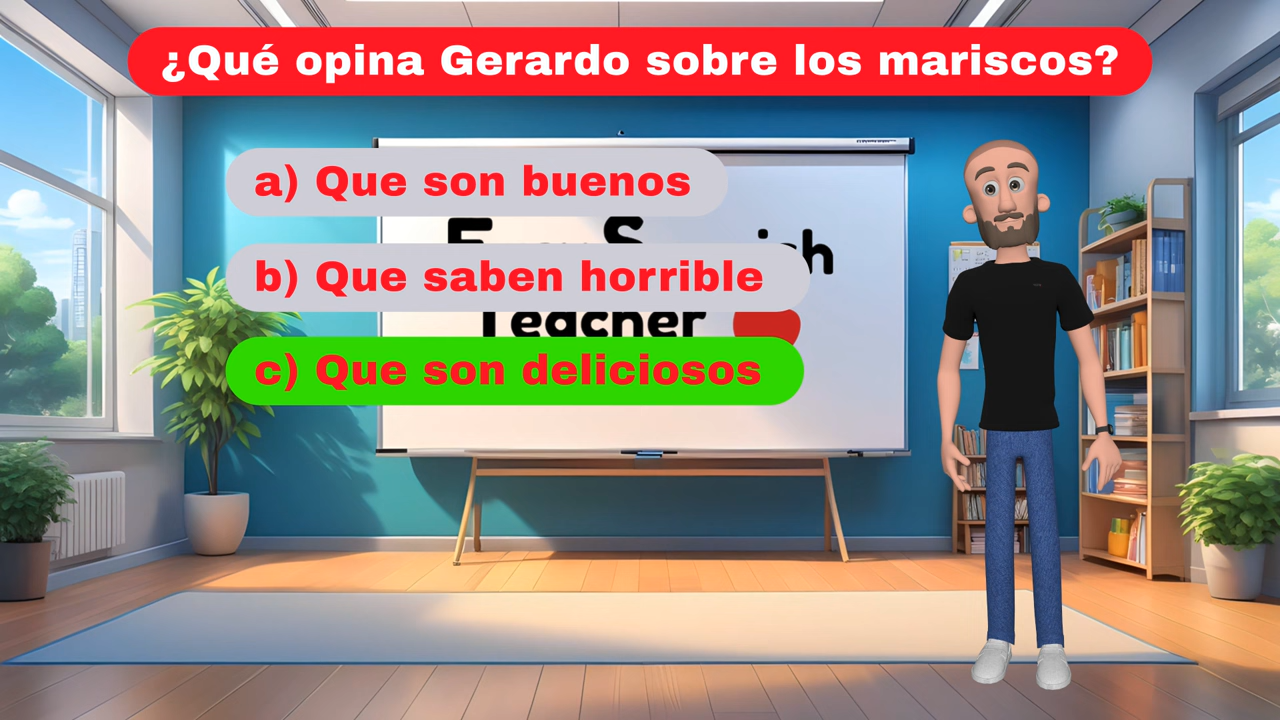 ¿Qué opina Gerardo sobre los mariscos?
a) Que son buenos
b) Que saben horrible
Teacher
c) Que son deliciosos